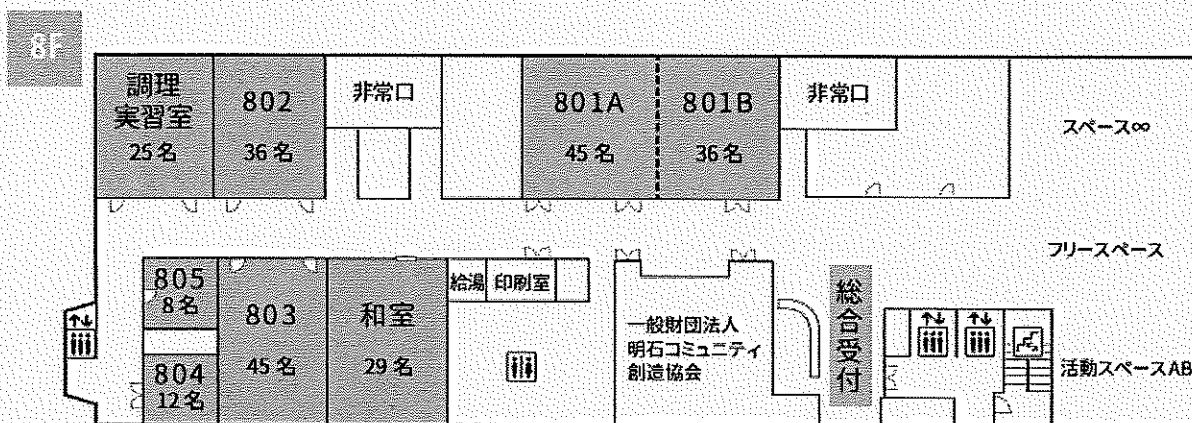 8F
調理
実習室
25名
802
36名
非常口
801A
45名
801B
36名
非常口
スペース∞
フリースペース
805
8名
803
45名
和室
29名
給湯
印刷室
804
12名
一般財団法人
明石コミュニティ
創造協会
総合受付
活動スペースAB